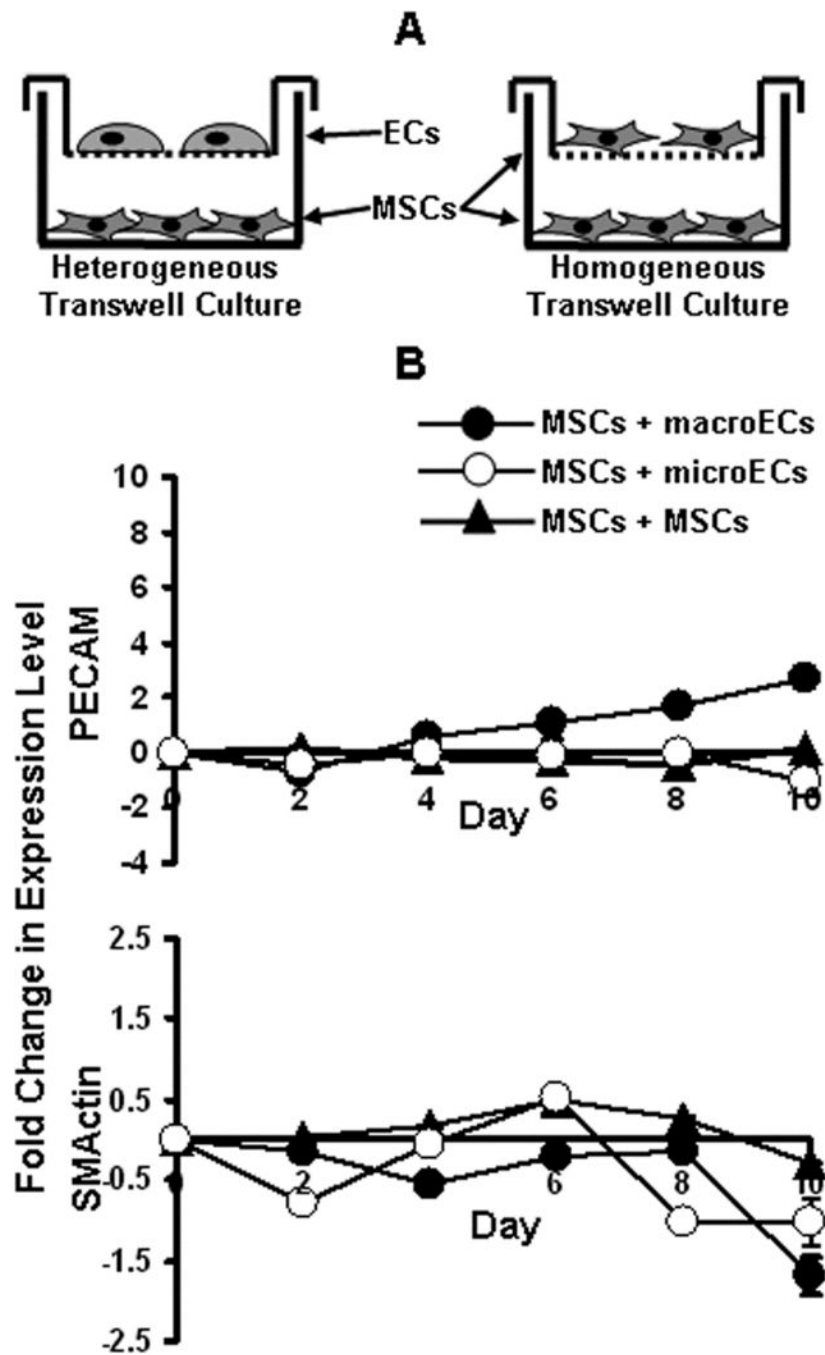 A
ECs
MSCs
Heterogeneous
Transwell Culture
Homogeneous
Transwell Culture
B
MSCs + macroECs
MSCs + microECs
MSCs + MSCs
Fold Change in Expression Level
PECAM
10
8
6
4
2
0
-2
-4
0 2 4 6 8 10
Day
SMActin
2.5
1.5
0.5
-0.5
-1.5
-2.5
0 2 4 6 8 10
Day